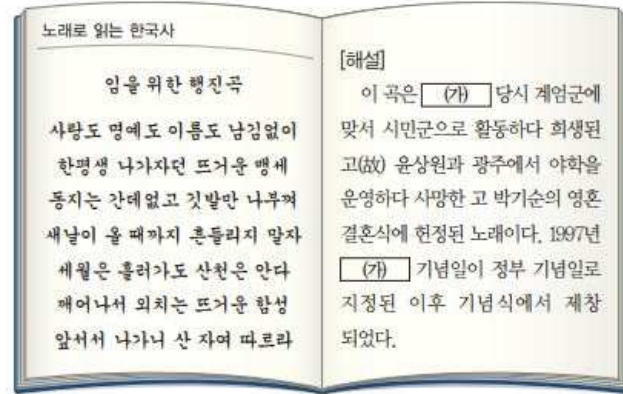 노래로 읽는 한국사
임을 위한 행진곡
사랑도 명예도 이름도 남김없이
한평생 나가자던 뜨거운 맹세
동지는 간데없고 깃발만 나부껴
새날이 올 때까지 흔들리지 말자
세월은 흘러가도 산천은 안다
깨어나서 외치는 뜨거운 함성
앞서서 나가니 산 자여 따르라
[해설]
이 곡은 (가) 당시 계엄군에
맞서 시민군으로 활동하다 희생된
고(故) 윤상원과 광주에서 야학을
운영하다 사망한 고 박기순의 영혼
결혼식에 헌정된 노래이다. 1997년
(가) 기념일이 정부 기념일로
지정된 이후 기념식에서 제창
되었다.